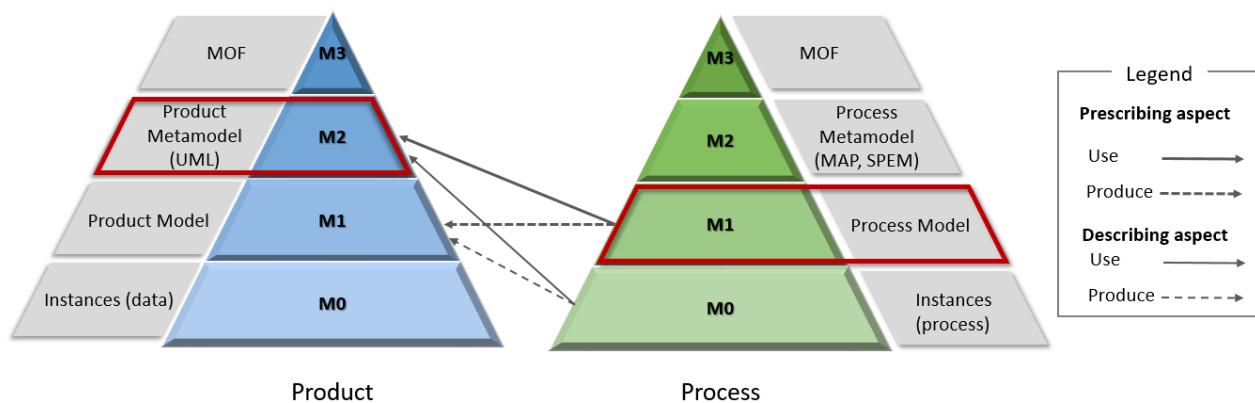 MOF
M3
Product
Metamodel
(UML)
M2
Product Model
M1
Instances (data)
M0
Product
M3
MOF
M2
Process
Metamodel
(MAP, SPEM)
M1
Process Model
M0
Instances
(process)
Process
Legend
Prescribing aspect
Use
Produce
Describing aspect
Use
Produce